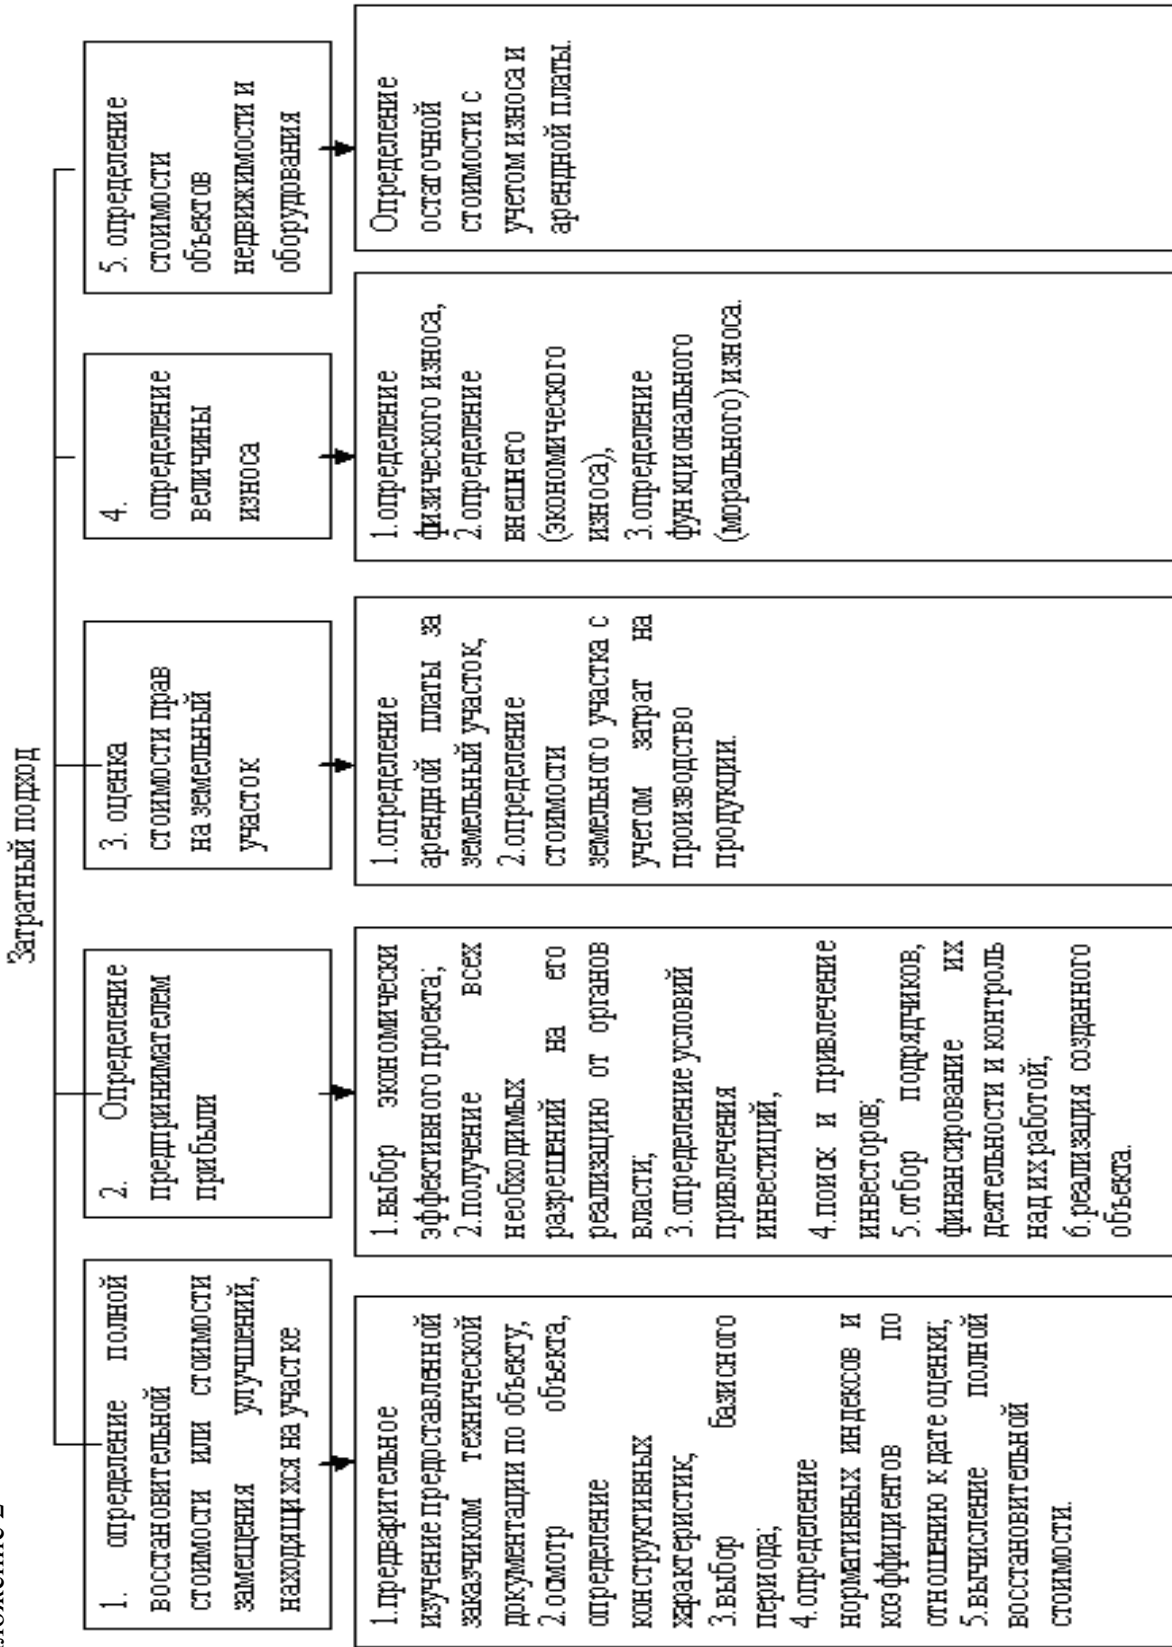 Затратный подход
1. определение полной
востановительной
стоимости или стоимости
замещения улучшений,
находящихся на участке
2. Определение
предпринимателем
прибыли
3. оценка
стоимости прав
на земельный
участок
4.
определение
величины
износа
5. определение
стоимости
объектов
недвижимости и
оборудования
1.предварительное
изучение предоставленной
заказчиком технической
документации по объекту,
2.осмотр объекта,
определение
конструктивных
характеристик,
3.выбор базисного
периода;
4.определение
нормативных индексов и
коэффициентов по
отношению к дате оценки;
5.вычисление полной
восстановительной
стоимости.
1.выбор экономически
эффективного проекта;
2.получение всех
необходимых
разрешений на его
реализацию от органов
власти;
3.определение условий
привлечения
инвестиций,
4.поиск и привлечение
инвесторов;
5.отбор подрядчиков,
финансирование их
деятельности и контроль
над их работой;
6.реализация созданного
объекта.
1.определение
арендной платы за
земельный участок,
2.определение
стоимости
земельного участка с
учетом затрат на
производство
продукции.
1.определение
физического износа,
2.определение
внешнего
(экономического
износа),
3.определение
функционального
(морального) износа.
Определение
остаточной
стоимости с
учетом износа и
арендной платы.